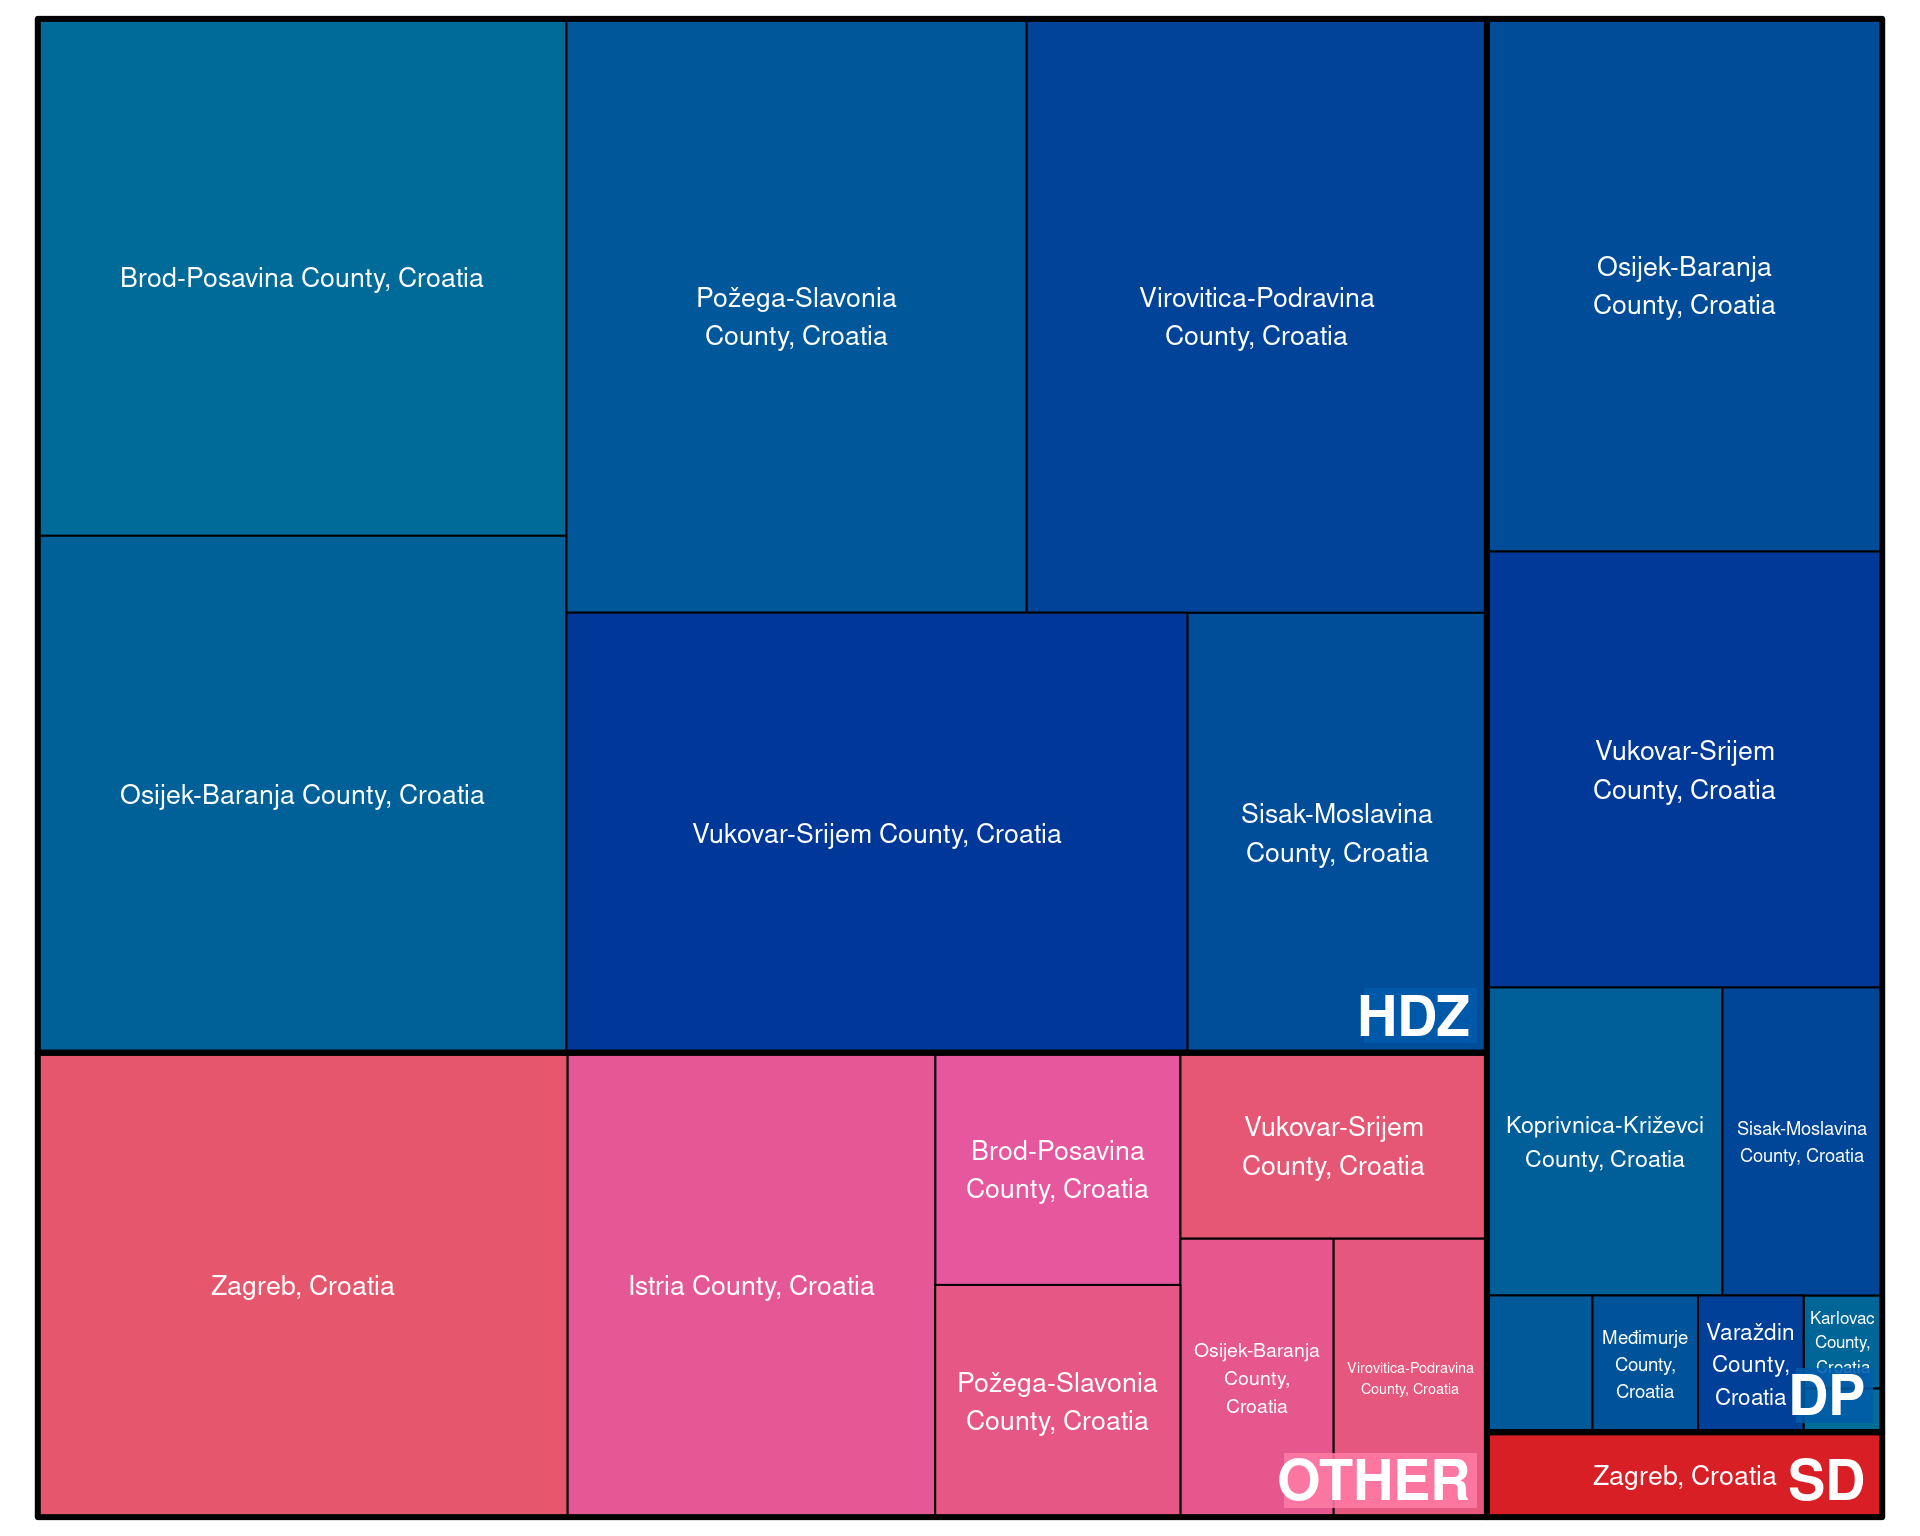 Brod-Posavina County, Croatia
Požega-Slavonia
County, Croatia
Virovitica-Podravina
County, Croatia
Osijek-Baranja
County, Croatia
Osijek-Baranja County, Croatia
Vukovar-Srijem County, Croatia
Sisak-Moslavina
County, Croatia
HDZ
Vukovar-Srijem
County, Croatia
Zagreb, Croatia
Istria County, Croatia
Brod-Posavina
County, Croatia
Požega-Slavonia
County, Croatia
Vukovar-Srijem
County, Croatia
Osijek-Baranja
County,
Croatia
Virovitica-Podravina
County, Croatia
OTHER
Koprivnica-Križevci
County, Croatia
Sisak-Moslavina
County, Croatia
Međimurje
County,
Croatia
Varaždin
County,
Croatia
Karlovac
County,
Croatia
DP
Zagreb, Croatia
SD